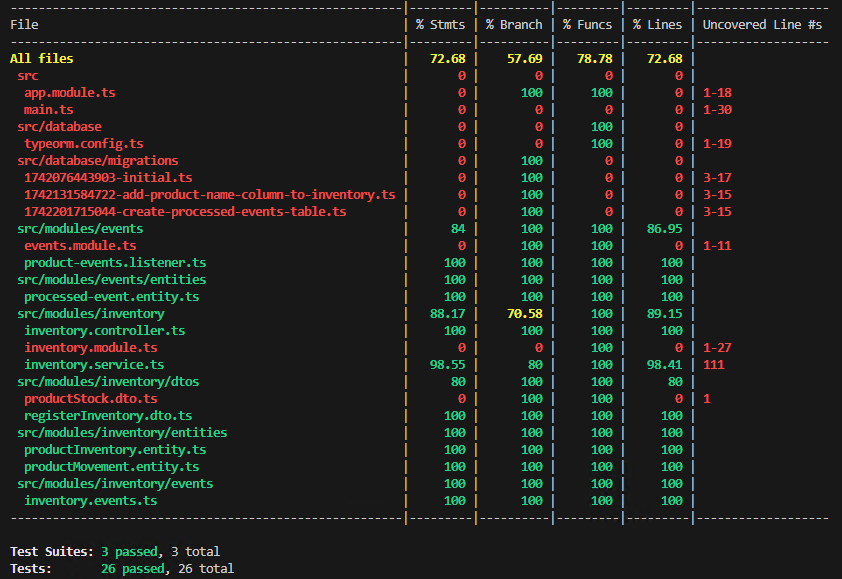 ----------------------------------------------------------|---------|----------|---------|---------|-------------------
File                                                      | % Stmts | % Branch | % Funcs | % Lines | Uncovered Line #s
----------------------------------------------------------|---------|----------|---------|---------|-------------------
All files                                                 |   72.68 |    57.69 |   78.78 |   72.68 |
 src                                                      |       0 |        0 |       0 |       0 |
  app.module.ts                                           |       0 |      100 |     100 |       0 | 1-18
  main.ts                                                 |       0 |        0 |       0 |       0 | 1-30
 src/database                                             |       0 |        0 |     100 |       0 |
  typeorm.config.ts                                       |       0 |        0 |     100 |       0 | 1-19
 src/database/migrations                                  |       0 |      100 |       0 |       0 |
  1742076443903-initial.ts                                |       0 |      100 |       0 |       0 | 3-17
  1742131584722-add-product-name-column-to-inventory.ts   |       0 |      100 |       0 |       0 | 3-15
  1742201715044-create-processed-events-table.ts          |       0 |      100 |       0 |       0 | 3-15
 src/modules/events                                       |      84 |      100 |     100 |   86.95 |
  events.module.ts                                        |       0 |      100 |     100 |       0 | 1-11
  product-events.listener.ts                              |     100 |      100 |     100 |     100 |
 src/modules/events/entities                              |     100 |      100 |     100 |     100 |
  processed-event.entity.ts                               |     100 |      100 |     100 |     100 |
 src/modules/inventory                                    |   88.17 |    70.58 |     100 |   89.15 |
  inventory.controller.ts                                 |     100 |      100 |     100 |     100 |
  inventory.module.ts                                     |       0 |        0 |     100 |       0 | 1-27
  inventory.service.ts                                    |   98.55 |       80 |     100 |   98.41 | 111
 src/modules/inventory/dtos                               |      80 |      100 |     100 |      80 |
  productStock.dto.ts                                     |       0 |      100 |     100 |       0 | 1
  registerInventory.dto.ts                                |     100 |      100 |     100 |     100 |
 src/modules/inventory/entities                           |     100 |      100 |     100 |     100 |
  productInventory.entity.ts                              |     100 |      100 |     100 |     100 |
  productMovement.entity.ts                               |     100 |      100 |     100 |     100 |
 src/modules/inventory/events                             |     100 |      100 |     100 |     100 |
  inventory.events.ts                                     |     100 |      100 |     100 |     100 |
----------------------------------------------------------|---------|----------|---------|---------|-------------------
Test Suites: 3 passed, 3 total
Tests:       26 passed, 26 total